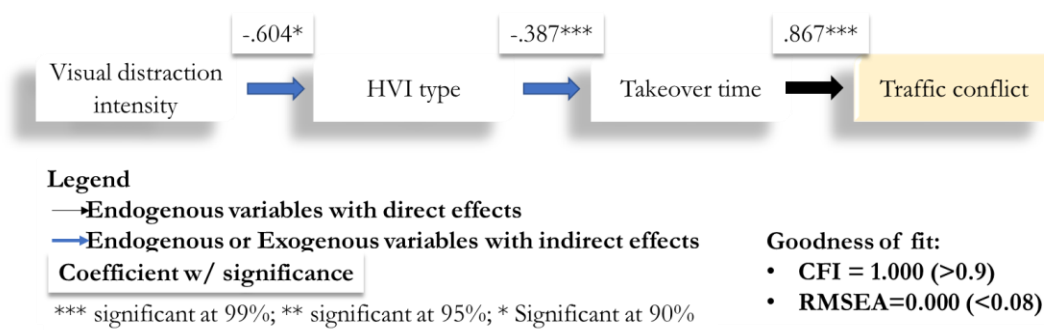 -.604*
-.387***
.867***
Visual distraction
intensity
HVI type
Takeover time
Traffic conflict
Legend
Endogenous variables with direct effects
Endogenous or Exogenous variables with indirect effects
Coefficient w/ significance
*** significant at 99%; ** significant at 95%; * Significant at 90%
Goodness of fit:
• CFI = 1.000 (>0.9)
• RMSEA=0.000 (<0.08)